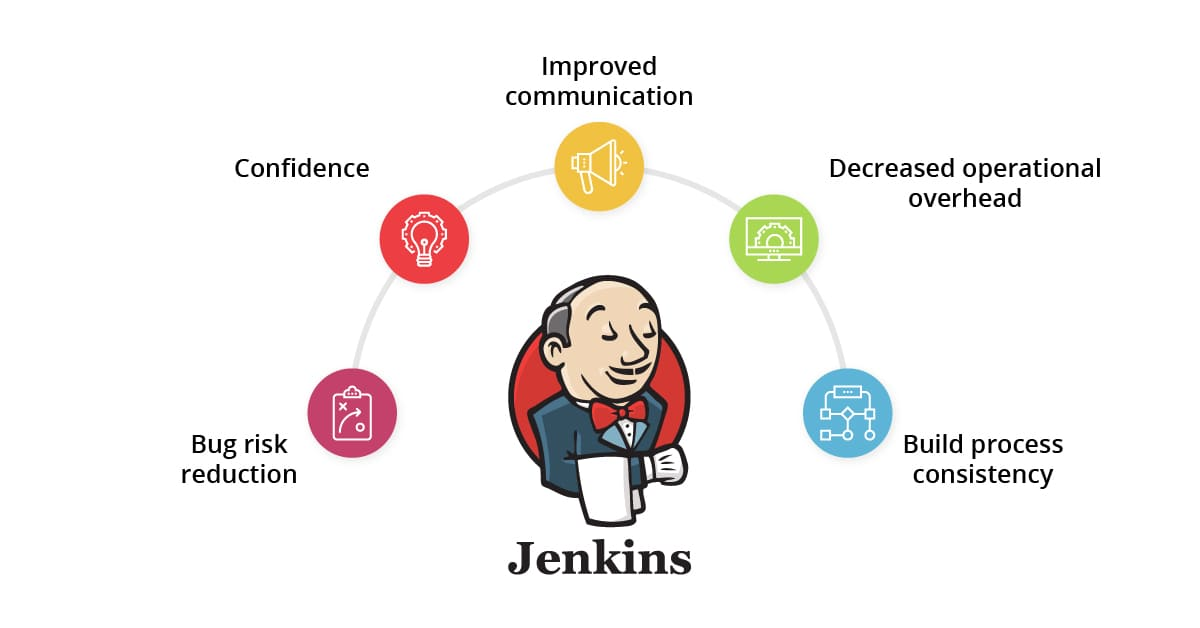 Improved
communication
Confidence
Decreased operational
overhead
Bug risk
reduction
Build process
consistency
Jenkins